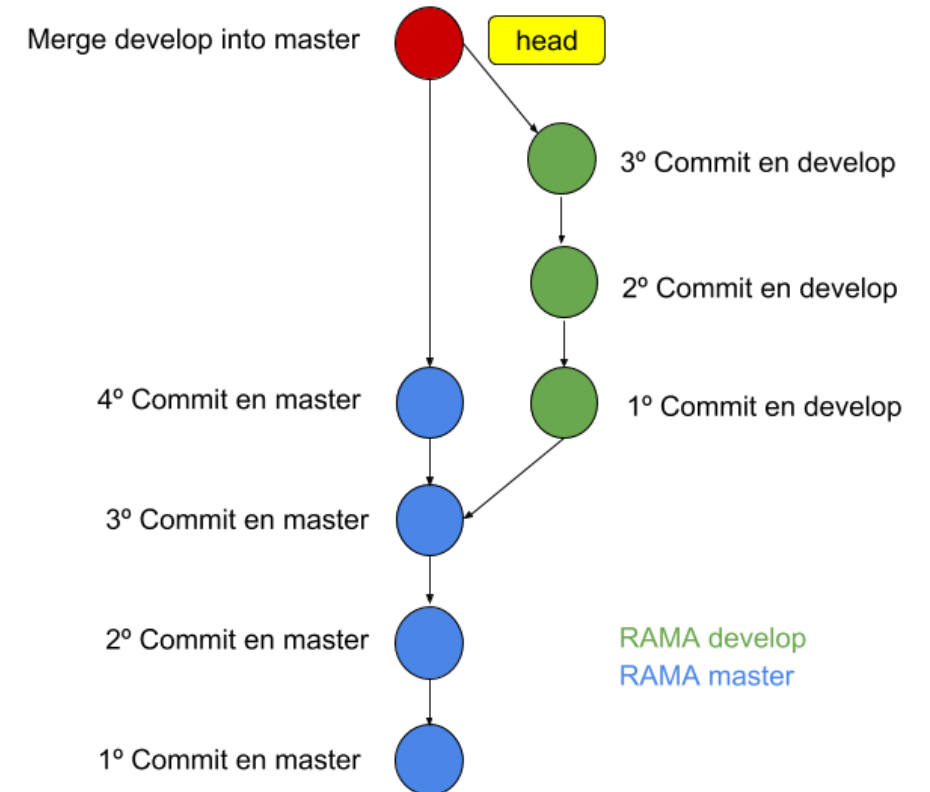 Merge develop into master
head
3º Commit en develop
2º Commit en develop
4º Commit en master
1º Commit en develop
3º Commit en master
2º Commit en master
RAMA develop
RAMA master
1º Commit en master